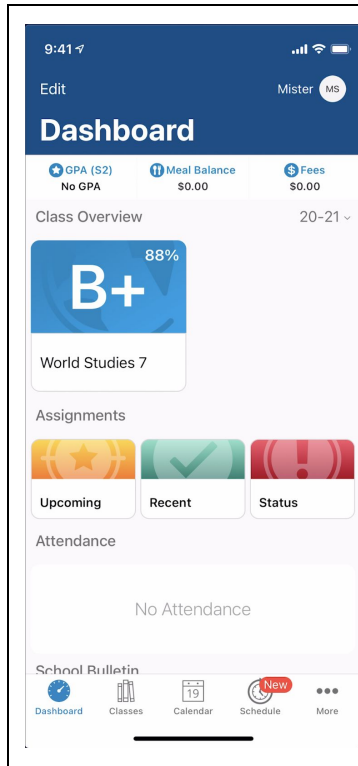 9:41
Edit
Mister MS
Dashboard
GPA (S2) Meal Balance $ Fees
No GPA $0.00 $0.00
Class Overview 20-21
88%
B+
World Studies 7
Assignments
!
Upcoming Recent Status
Attendance
No Attendance
School Bulletin
19 New
Dashboard Classes Calendar Schedule More